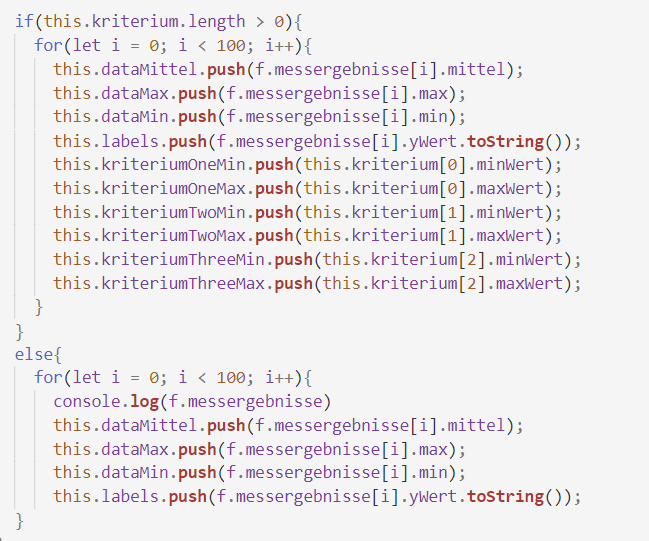 if(this.kriterium.length > 0){
  for(let i = 0; i < 100; i++){
    this.dataMittel.push(f.messergebnisse[i].mittel);
    this.dataMax.push(f.messergebnisse[i].max);
    this.dataMin.push(f.messergebnisse[i].min);
    this.labels.push(f.messergebnisse[i].yWert.toString());
    this.kriteriumOneMin.push(this.kriterium[0].minWert);
    this.kriteriumOneMax.push(this.kriterium[0].maxWert);
    this.kriteriumTwoMin.push(this.kriterium[1].minWert);
    this.kriteriumTwoMax.push(this.kriterium[1].maxWert);
    this.kriteriumThreeMin.push(this.kriterium[2].minWert);
    this.kriteriumThreeMax.push(this.kriterium[2].maxWert);
  }
}
else{
  for(let i = 0; i < 100; i++){
    console.log(f.messergebnisse)
    this.dataMittel.push(f.messergebnisse[i].mittel);
    this.dataMax.push(f.messergebnisse[i].max);
    this.dataMin.push(f.messergebnisse[i].min);
    this.labels.push(f.messergebnisse[i].yWert.toString());
}